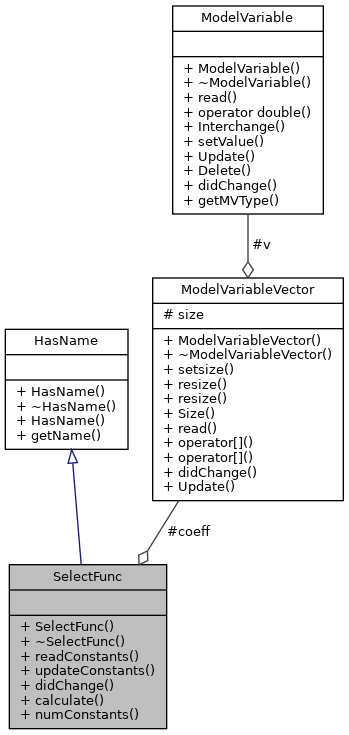 ModelVariable
+ ModelVariable()
+ ~ModelVariable()
+ read()
+ operator double()
+ Interchange()
+ setValue()
+ Update()
+ Delete()
+ didChange()
+ getMVType()
#v
ModelVariableVector
# size
+ ModelVariableVector()
+ ~ModelVariableVector()
+ setsize()
+ resize()
+ resize()
+ Size()
+ read()
+ operator[]()
+ operator[]()
+ didChange()
+ Update()
HasName
+ HasName()
+ ~HasName()
+ HasName()
+ getName()
#coeff
SelectFunc
+ SelectFunc()
+ ~SelectFunc()
+ readConstants()
+ updateConstants()
+ didChange()
+ calculate()
+ numConstants()